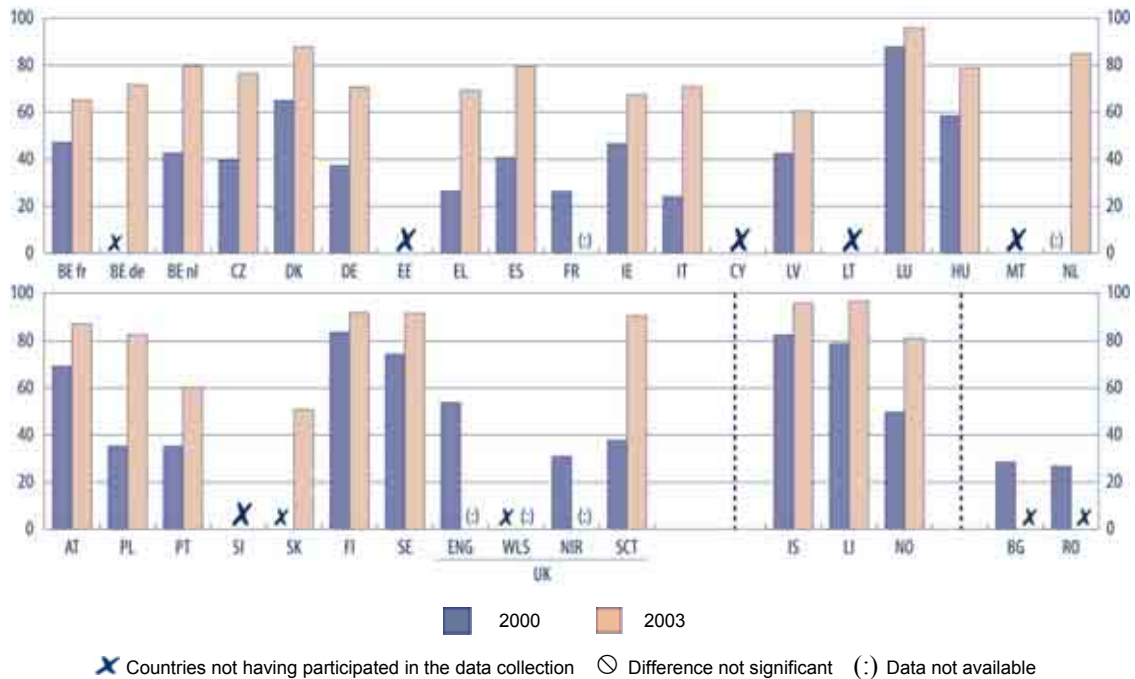 100 100
80 80
60 60
40 40
20 20
0 0
(:) (:)
BE fr BE de BE nl CZ DK DE EE EL ES FR IE IT CY LV LT LU HU MT NL
100 100
80 80
60 60
40 40
20 20
0 0
(:) (:) (:)
AT PL PT SI SK FI SE ENG WLS NIR SCT IS LI NO BG RO
UK
2000 2003
✗ Countries not having participated in the data collection ⦸ Difference not significant (:) Data not available